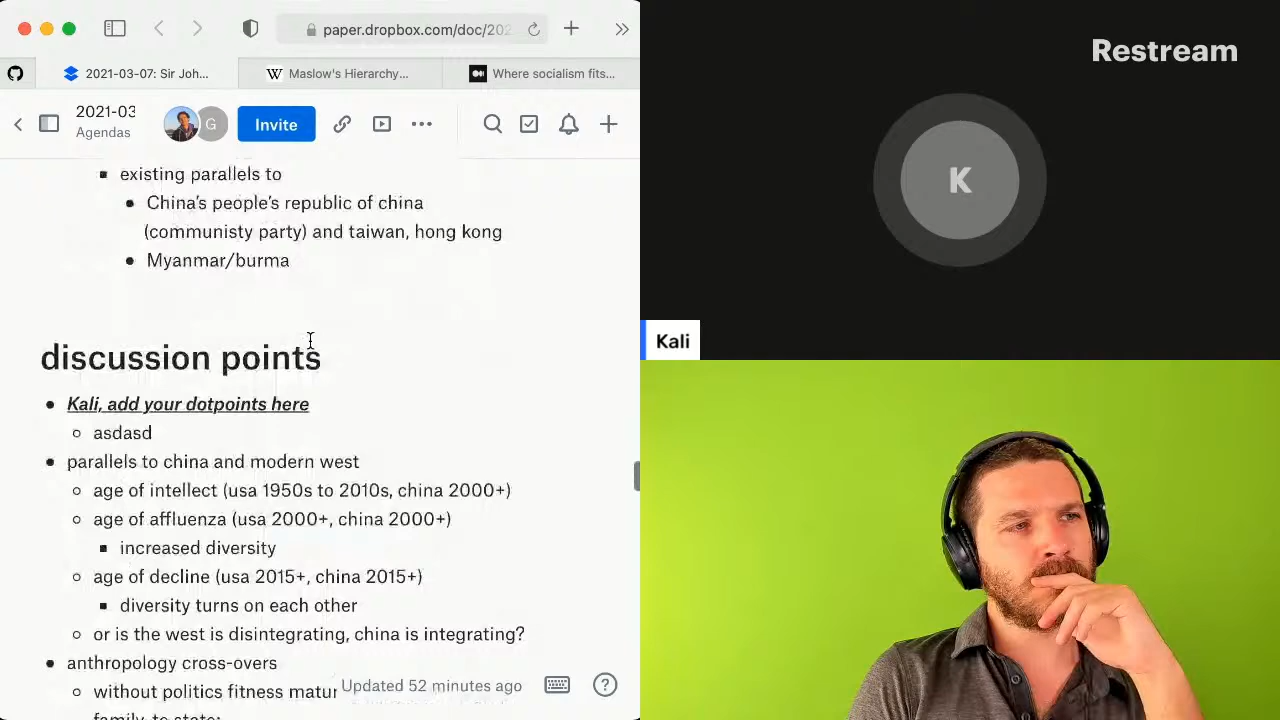 paper.dropbox.com/doc/202
2021-03-07: Sir Joh...
Maslow's Hierarchy...
Where socialism fits...
2021-03
Agendas
G
Invite
existing parallels to
China's people's republic of china
(communisty party) and taiwan, hong kong
Myanmar/burma
discussion points
Kali, add your dotpoints here
asdasd
parallels to china and modern west
age of intellect (usa 1950s to 2010s, china 2000+)
age of affluenza (usa 2000+, china 2000+)
increased diversity
age of decline (usa 2015+, china 2015+)
diversity turns on each other
or is the west is disintegrating, china is integrating?
anthropology cross-overs
without politics fitness matur
Updated 52 minutes ago
family, to state:
Restream
K
Kali